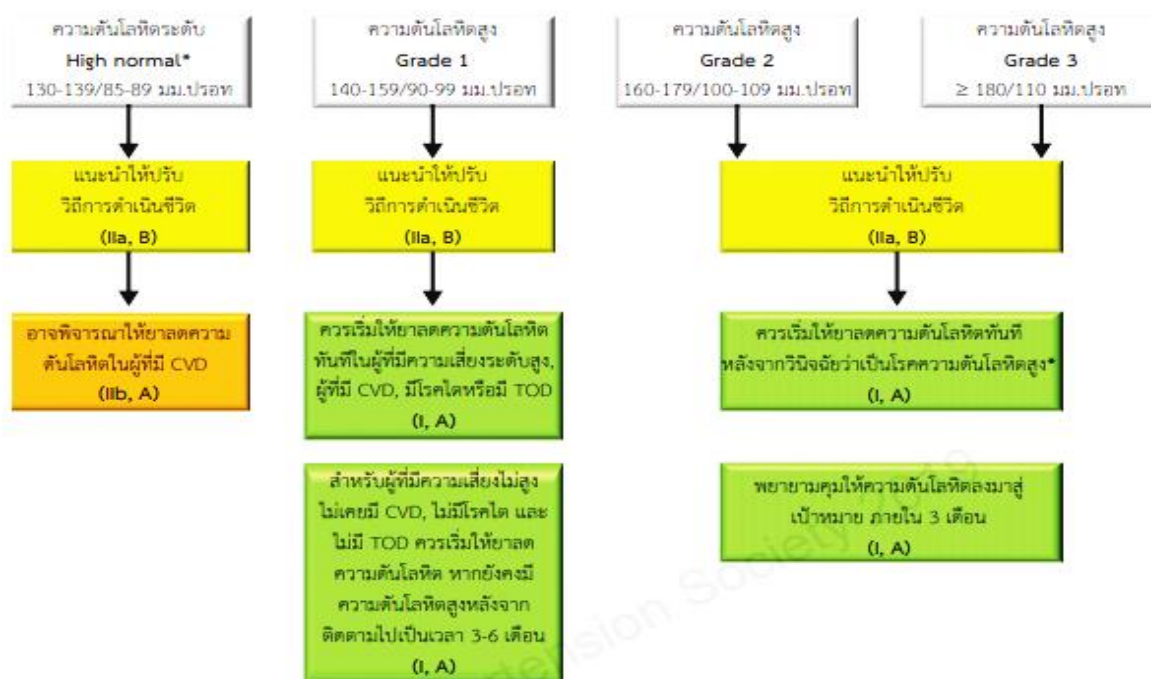 ความดันโลหิตระดับ
High normal*
130-139/85-89 มม.ปรอท
ความดันโลหิตสูง
Grade 1
140-159/90-99 มม.ปรอท
ความดันโลหิตสูง
Grade 2
160-179/100-109 มม.ปรอท
ความดันโลหิตสูง
Grade 3
≥ 180/110 มม.ปรอท
แนะนำให้ปรับ
วิถีการดำเนินชีวิต
(IIa, B)
แนะนำให้ปรับ
วิถีการดำเนินชีวิต
(IIa, B)
แนะนำให้ปรับ
วิถีการดำเนินชีวิต
(IIa, B)
อาจพิจารณาให้ยาลดความ
ดันโลหิตในผู้ที่มี CVD
(IIb, A)
ควรเริ่มให้ยาลดความดันโลหิต
ทันทีในผู้ที่มีความเสี่ยงระดับสูง,
ผู้ที่มี CVD, มีโรคไตหรือมี TOD
(I, A)
ควรเริ่มให้ยาลดความดันโลหิตทันที
หลังจากวินิจฉัยว่าเป็นโรคความดันโลหิตสูง*
(I, A)
สำหรับผู้ที่มีความเสี่ยงไม่สูง
ไม่เคยมี CVD, ไม่มีโรคไต และ
ไม่มี TOD ควรเริ่มให้ยาลด
ความดันโลหิต หากยังคงมี
ความดันโลหิตสูงหลังจาก
ติดตามไปเป็นเวลา 3-6 เดือน
(I, A)
พยายามคุมให้ความดันโลหิตลงมาสู่
เป้าหมาย ภายใน 3 เดือน
(I, A)
Society 2019